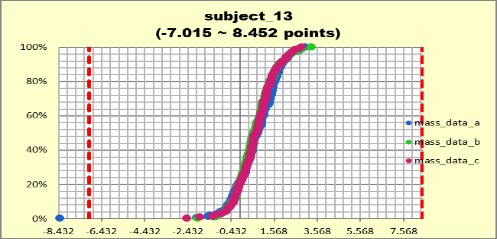 subject_13
(-7.015 ~ 8.452 points)
100%
80%
60%
40%
20%
0%
mass_data_a
mass_data_b
mass_data_c
-8.432 -6.432 -4.432 -2.432 -0.432 1.568 3.568 5.568 7.568